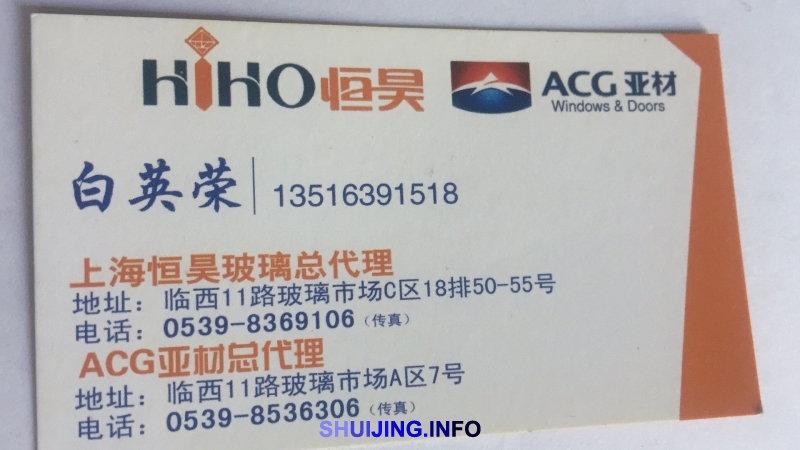 HiHO恒昊 ACG 亚材
Windows & Doors
白英荣 13516391518
上海恒昊玻璃总代理
地址：临西11路玻璃市场C区18排50-55号
电话：0539-8369106（传真）
ACG亚材总代理
地址：临西11路玻璃市场A区7号
电话：0539-8536306（传真）
SHUIJING.INFO